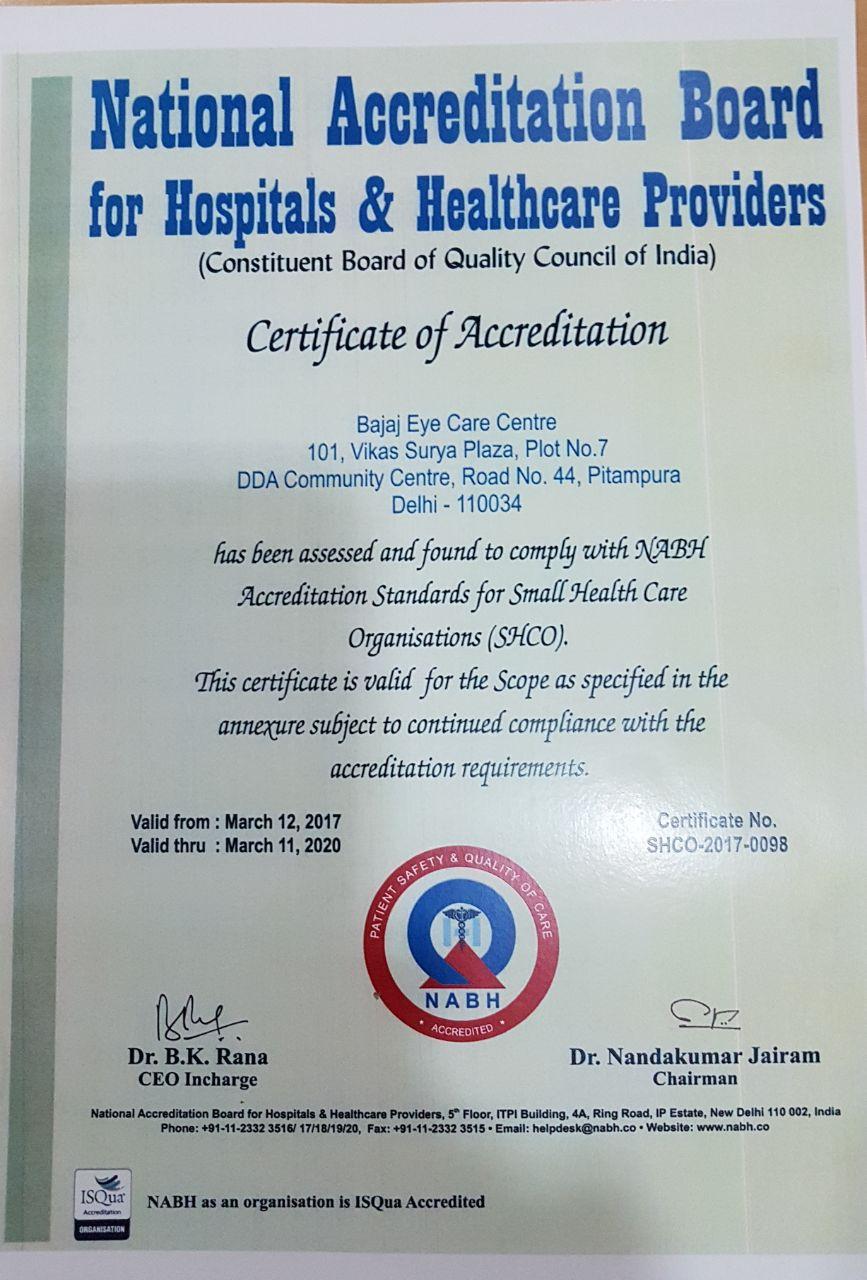 National Accreditation Board
for Hospitals & Healthcare Providers
(Constituent Board of Quality Council of India)
Certificate of Accreditation
Bajaj Eye Care Centre
101, Vikas Surya Plaza, Plot No.7
DDA Community Centre, Road No. 44, Pitampura
Delhi - 110034
has been assessed and found to comply with NABH
Accreditation Standards for Small Health Care
Organisations (SHCO).
This certificate is valid for the Scope as specified in the
annexure subject to continued compliance with the
accreditation requirements.
Valid from : March 12, 2017
Valid thru : March 11, 2020
Certificate No.
SHCO-2017-0098
PATIENT SAFETY & QUALITY OF CARE
NABH
* ACCREDITED *
Dr. B.K. Rana
CEO Incharge
Dr. Nandakumar Jairam
Chairman
National Accreditation Board for Hospitals & Healthcare Providers, 5th Floor, ITPI Building, 4A, Ring Road, IP Estate, New Delhi 110 002, India
Phone: +91-11-2332 3516/ 17/18/19/20, Fax: +91-11-2332 3515 • Email: helpdesk@nabh.co • Website: www.nabh.co
ISQua
Accreditation
ORGANISATION
NABH as an organisation is ISQua Accredited